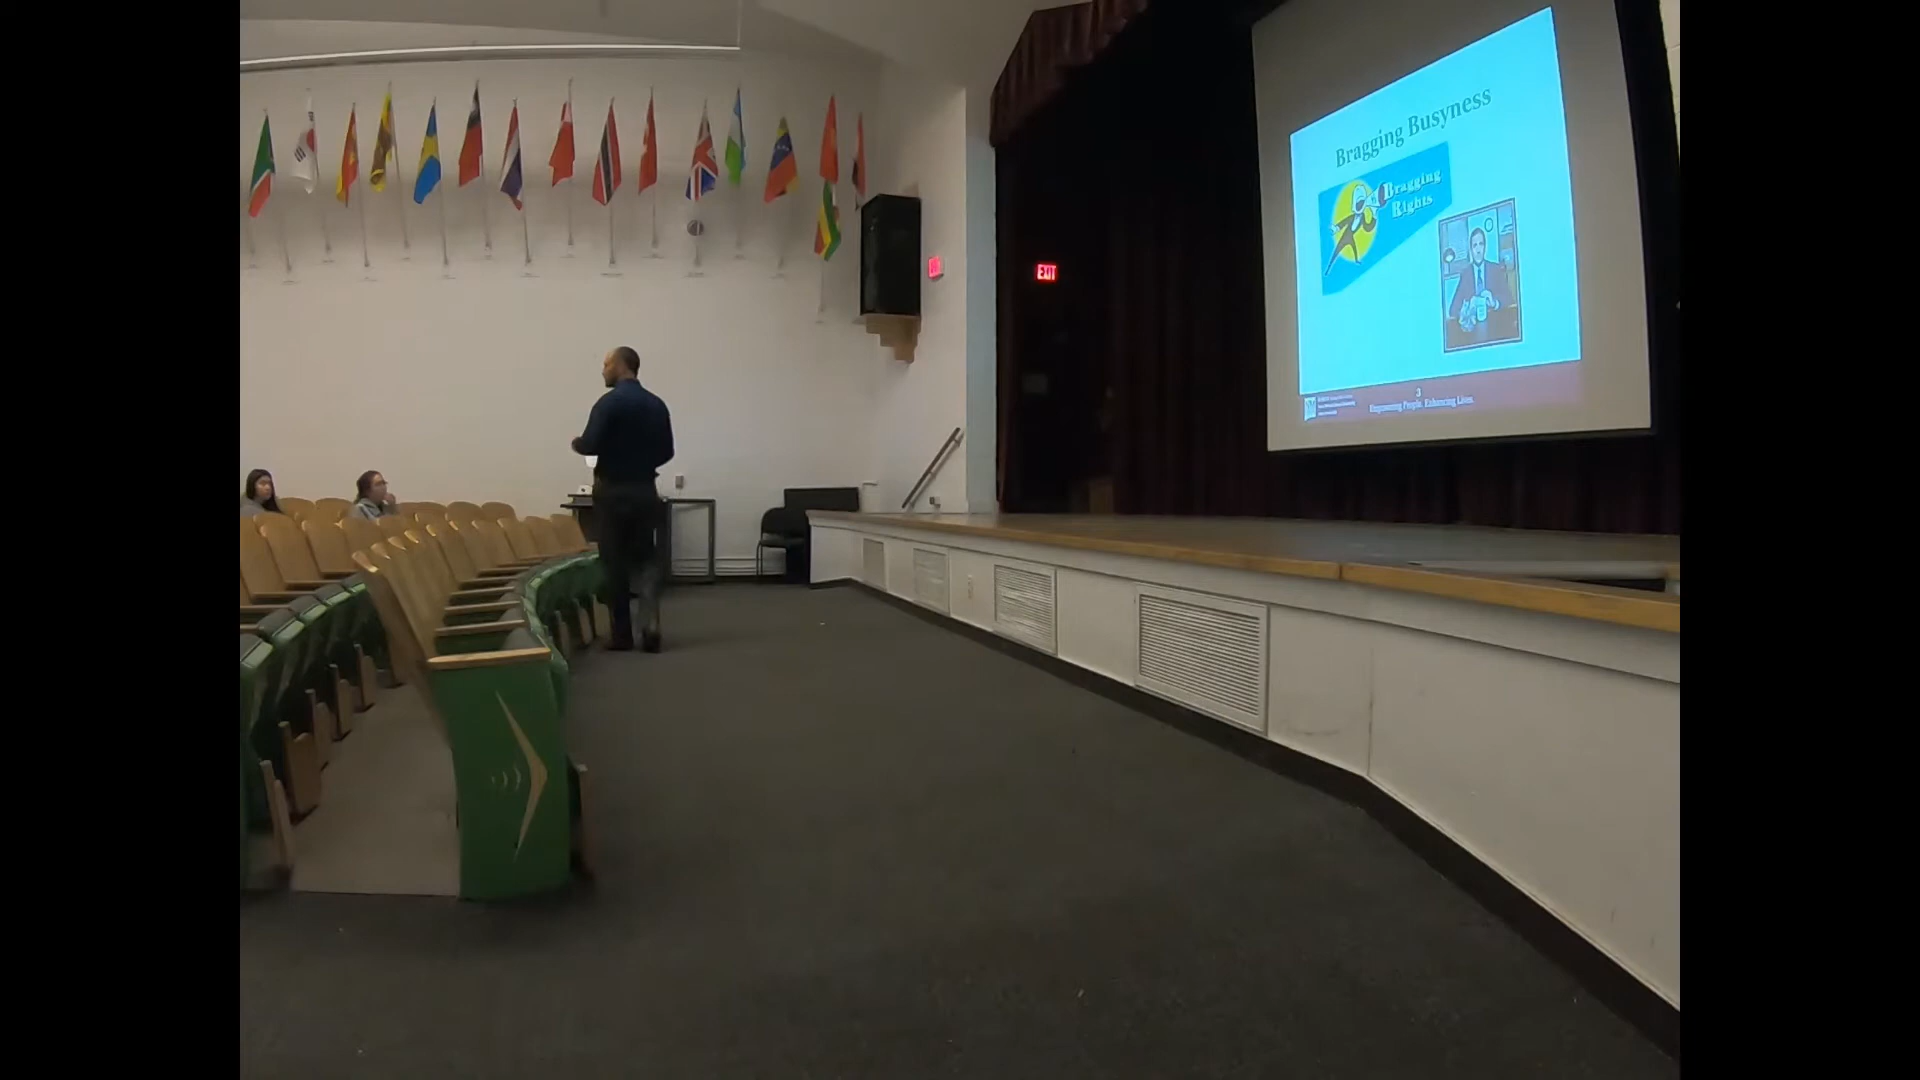 Bragging Busyness
Bragging
Rights
EXIT
3
Empowering People. Enhancing Lives.